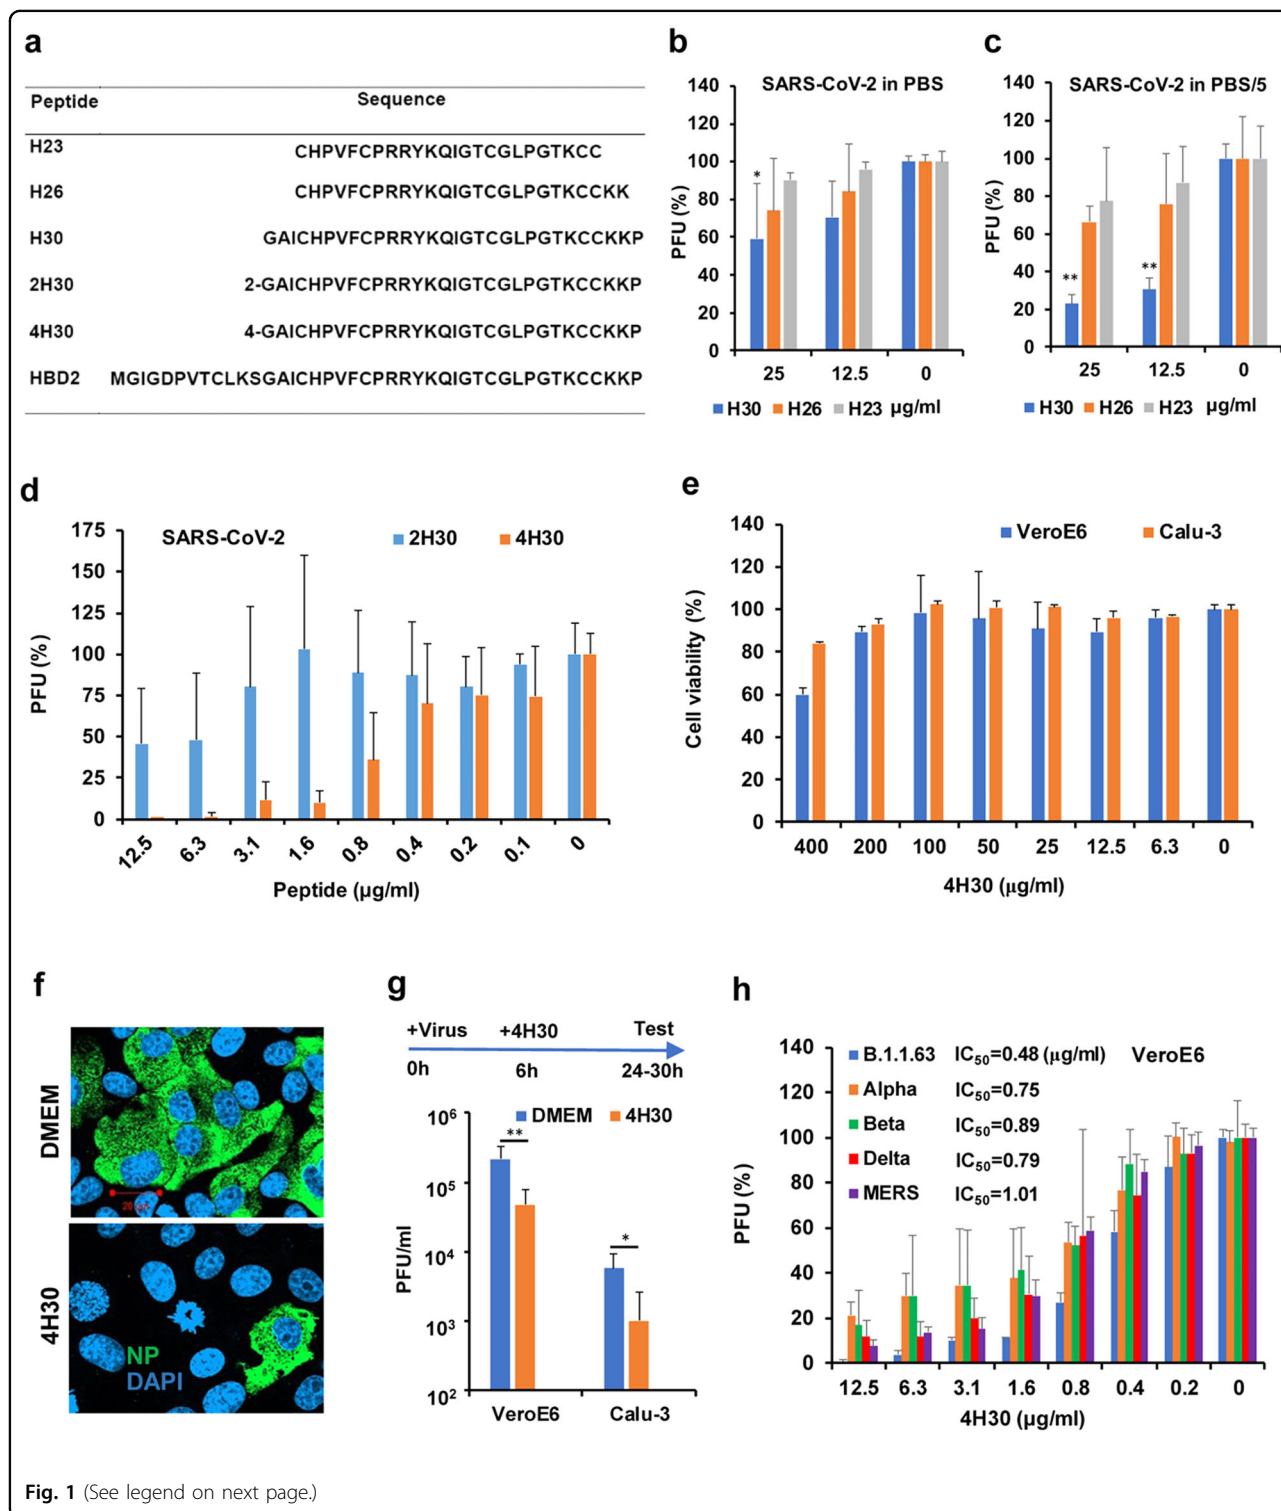 a
Peptide Sequence
H23 CHPVFCPRRYKQIGTCGLPGTKCC
H26 CHPVFCPRRYKQIGTCGLPGTKCCKK
H30 GAICHPVFCPRRYKQIGTCGLPGTKCCKKP
2H30 2-GAICHPVFCPRRYKQIGTCGLPGTKCCKKP
4H30 4-GAICHPVFCPRRYKQIGTCGLPGTKCCKKP
HBD2 MGIGDPVTCLKSGAICHPVFCPRRYKQIGTCGLPGTKCCKKP
b
SARS-CoV-2 in PBS
PFU (%)
140
120
100
80
60
40
20
0
*
25 12.5 0
H30 H26 H23 µg/ml
c
SARS-CoV-2 in PBS/5
PFU (%)
140
120
100
80
60
40
20
0
** **
25 12.5 0
H30 H26 H23 µg/ml
d
SARS-CoV-2 2H30 4H30
PFU (%)
175
150
125
100
75
50
25
0
12.5 6.3 3.1 1.6 0.8 0.4 0.2 0.1 0
Peptide (µg/ml)
e
VeroE6 Calu-3
Cell viability (%)
140
120
100
80
60
40
20
0
400 200 100 50 25 12.5 6.3 0
4H30 (µg/ml)
f
DMEM
4H30
NP
DAPI
g
+Virus +4H30 Test
0h 6h 24-30h
DMEM 4H30
PFU/ml
10⁶
10⁵
10⁴
10³
10²
**
*
VeroE6 Calu-3
h
B.1.1.63 IC₅₀=0.48 (µg/ml) VeroE6
Alpha IC₅₀=0.75
Beta IC₅₀=0.89
Delta IC₅₀=0.79
MERS IC₅₀=1.01
PFU (%)
140
120
100
80
60
40
20
0
12.5 6.3 3.1 1.6 0.8 0.4 0.2 0
4H30 (µg/ml)
Fig. 1 (See legend on next page.)